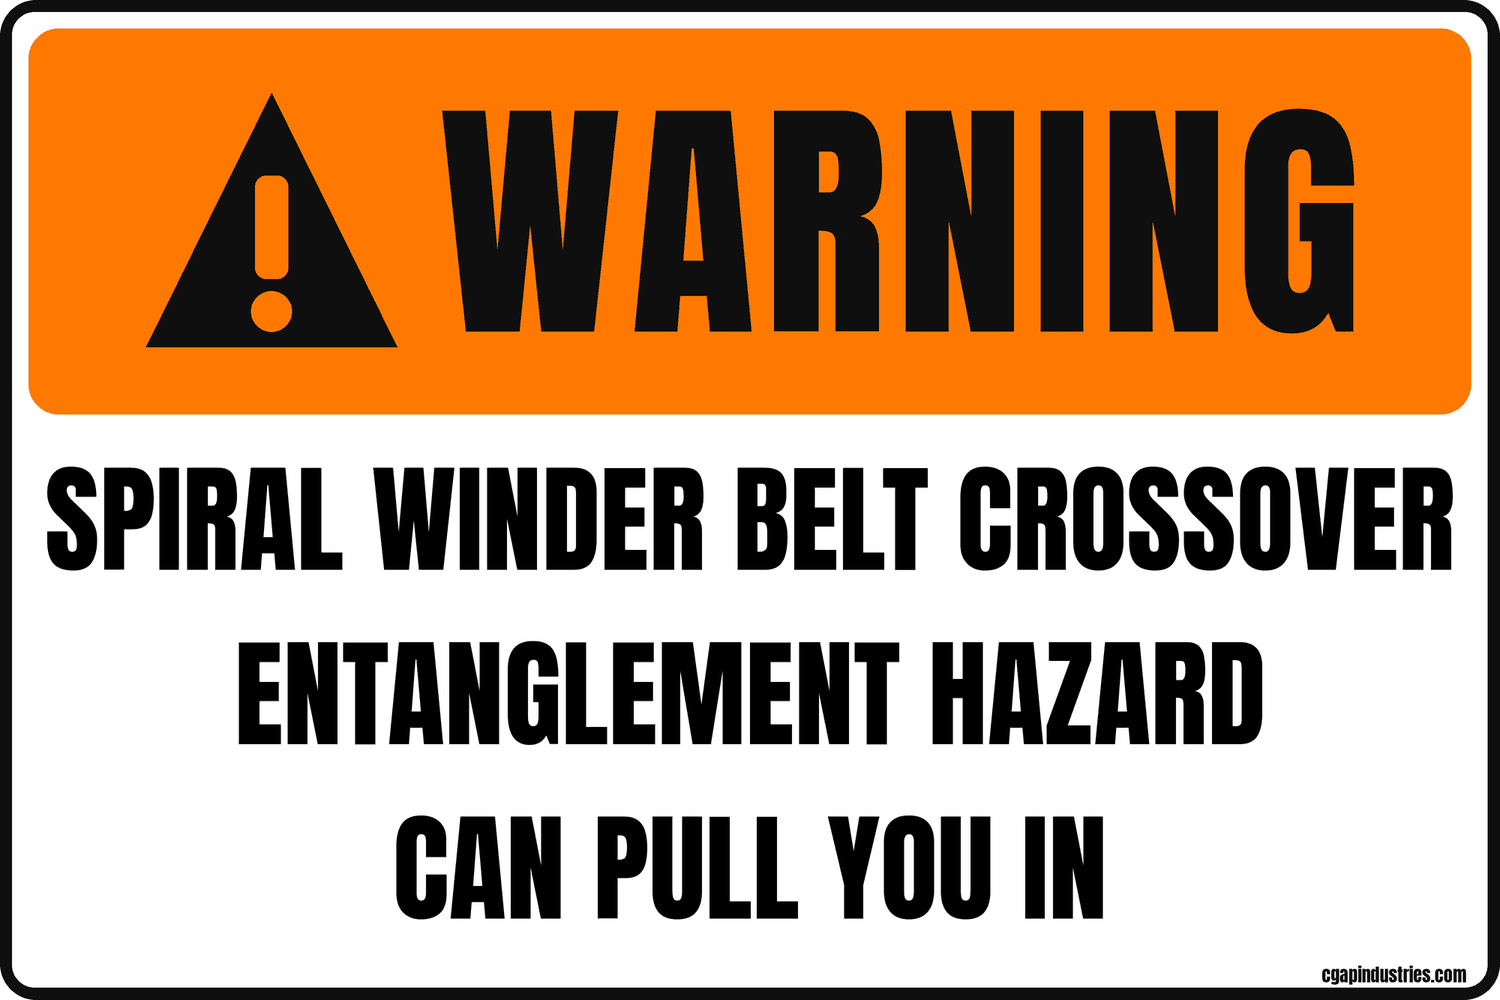 WARNING
SPIRAL WINDER BELT CROSSOVER
ENTANGLEMENT HAZARD
CAN PULL YOU IN
cgapindustries.com